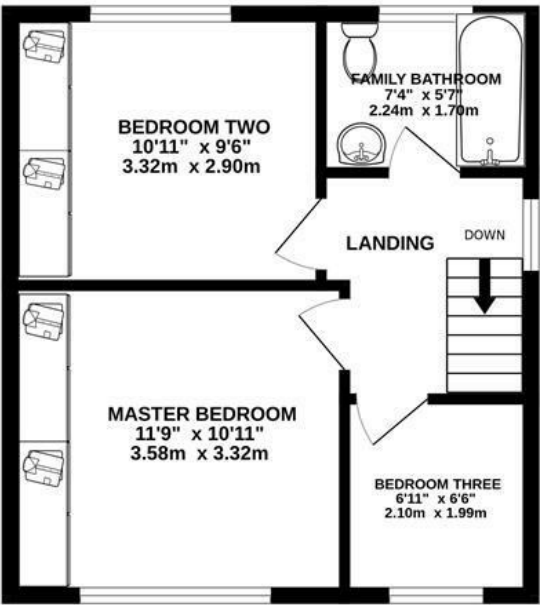 FAMILY BATHROOM
7'4" x 5'7"
2.24m x 1.70m
BEDROOM TWO
10'11" x 9'6"
3.32m x 2.90m
LANDING
DOWN
MASTER BEDROOM
11'9" x 10'11"
3.58m x 3.32m
BEDROOM THREE
6'11" x 6'6"
2.10m x 1.99m